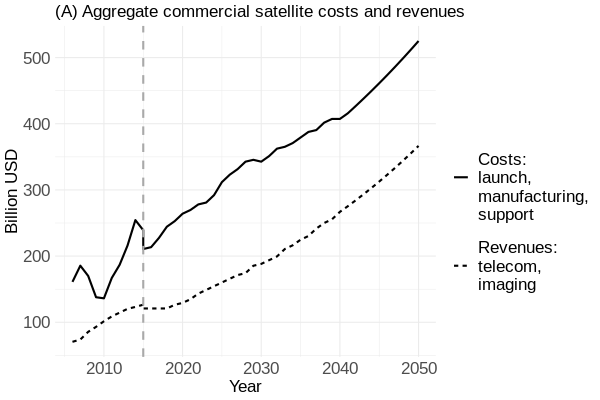 (A) Aggregate commercial satellite costs and revenues
500
400
300
200
100
Billion USD
2010
2020
2030
2040
2050
Year
Costs:
launch,
manufacturing,
support
Revenues:
telecom,
imaging